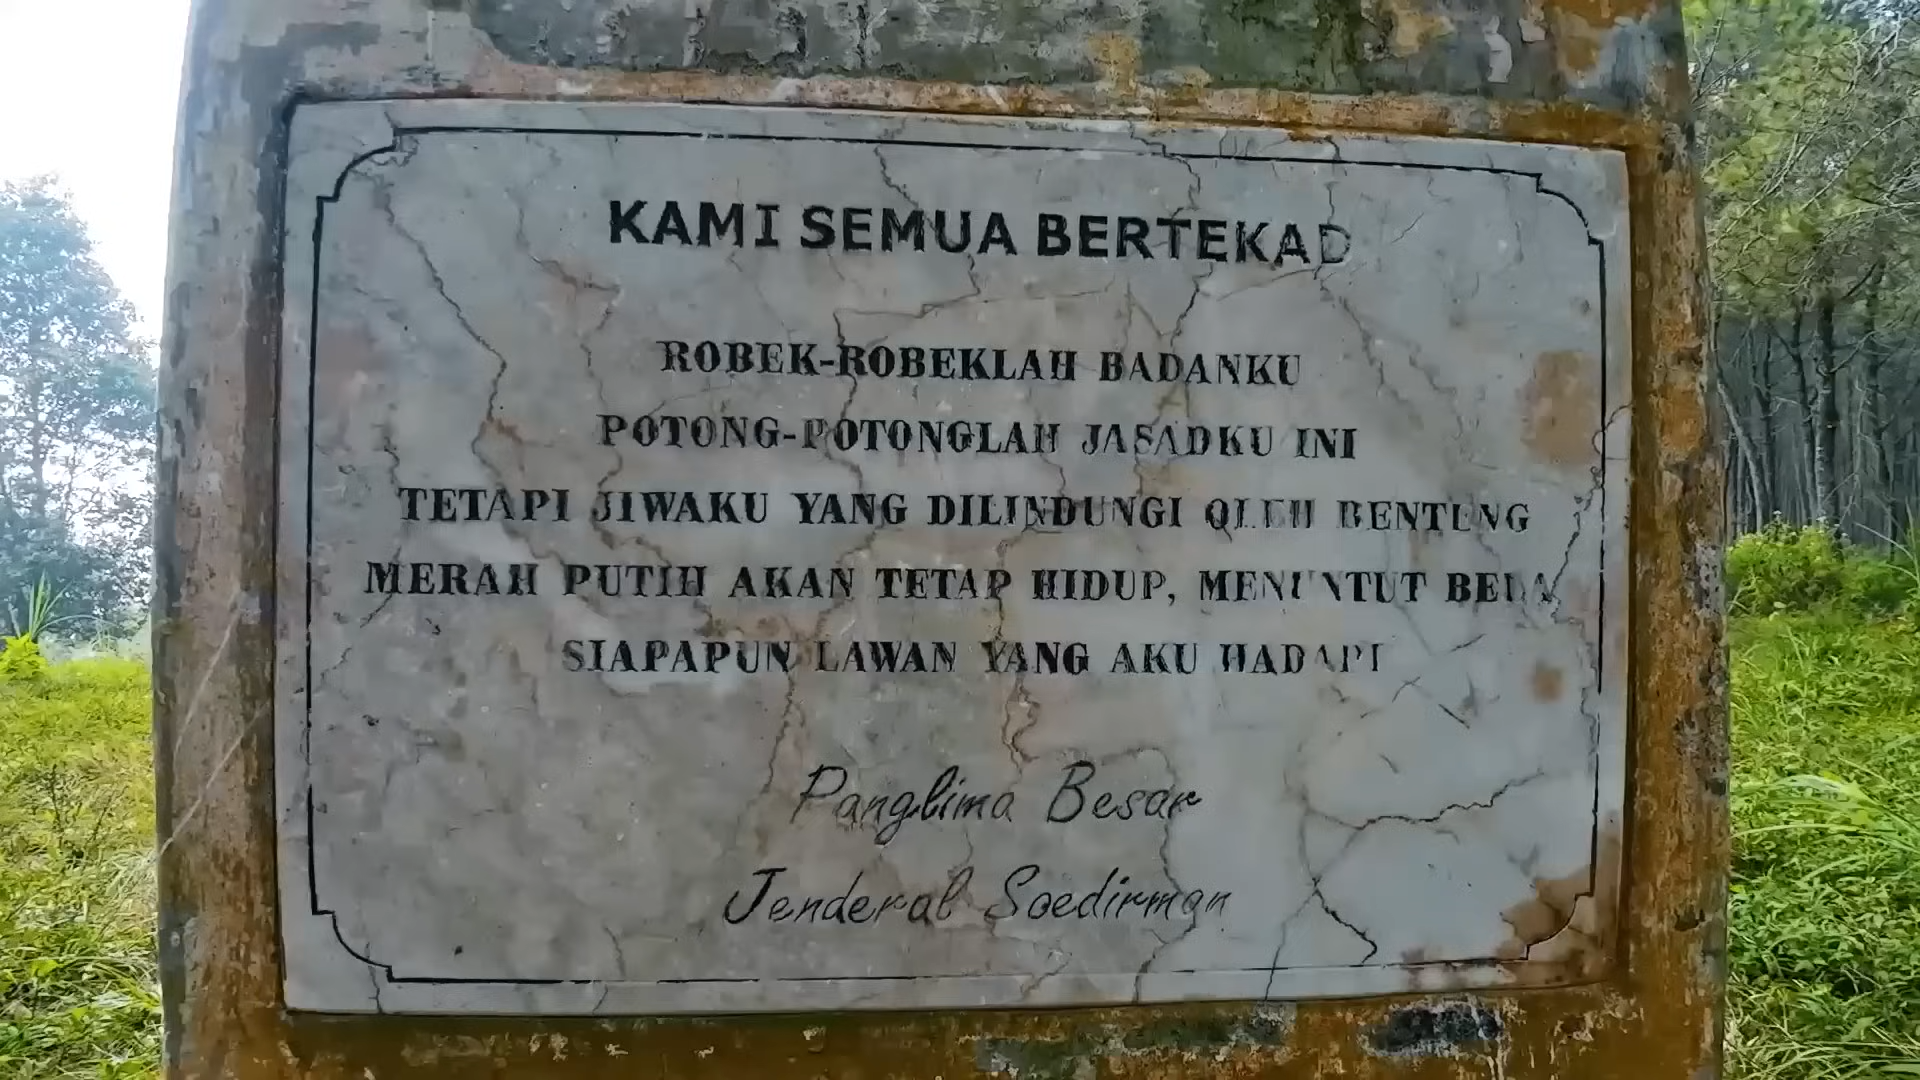 KAMI SEMUA BERTEKAD
ROBEK-ROBEKLAH BADANKU
POTONG-POTONGLAH JASADKU INI
TETAPI JIWAKU YANG DILINDUNGI OLEH BENTENG
MERAH PUTIH AKAN TETAP HIDUP, MENUNTUT BELA
SIAPAPUN LAWAN YANG AKU HADAPI
Panglima Besar
Jenderal Soedirman